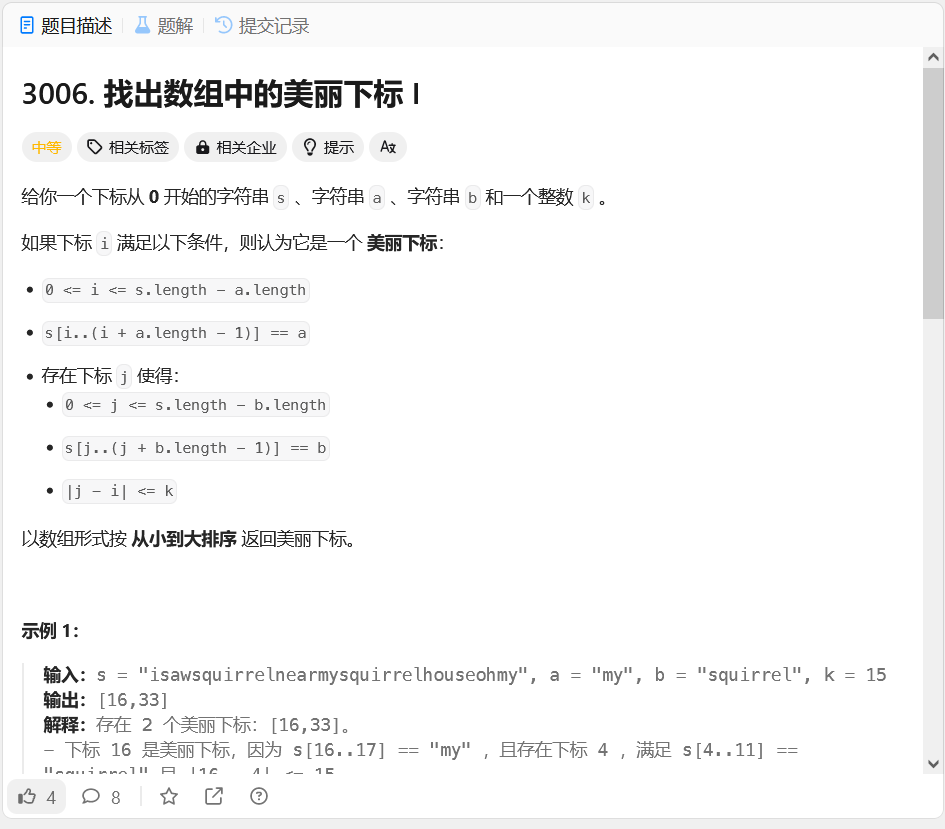 题目描述 题解 提交记录
3006. 找出数组中的美丽下标 I
中等 相关标签 相关企业 提示 A文
给你一个下标从 0 开始的字符串 s 、字符串 a 、字符串 b 和一个整数 k 。
如果下标 i 满足以下条件，则认为它是一个 美丽下标：
• 0 <= i <= s.length - a.length
• s[i..(i + a.length - 1)] == a
• 存在下标 j 使得：
• 0 <= j <= s.length - b.length
• s[j..(j + b.length - 1)] == b
• |j - i| <= k
以数组形式按 从小到大排序 返回美丽下标。
示例 1：
输入：s = "isawsquirrelnearmysquirrelhouseohmy", a = "my", b = "squirrel", k = 15
输出：[16,33]
解释：存在 2 个美丽下标：[16,33]。
- 下标 16 是美丽下标，因为 s[16..17] == "my" ，且存在下标 4 ，满足 s[4..11] ==
"squirrel" 且 |16 - 4| <= 15
4 8